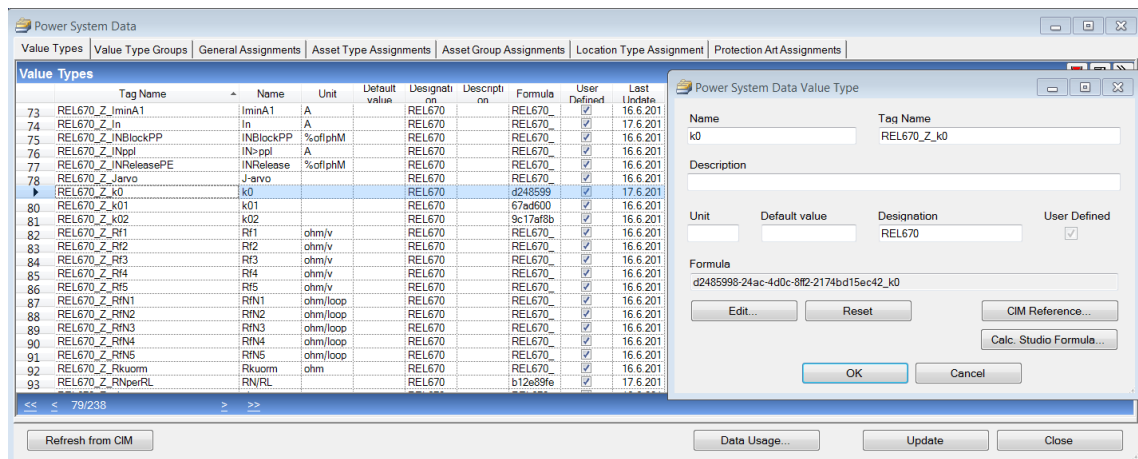 Power System Data
Value Types Value Type Groups General Assignments Asset Type Assignments Asset Group Assignments Location Type Assignment Protection Art Assignments
Value Types
Tag Name Name Unit Default value Designati on Descripti on Formula User Defined Last Update
73 REL670_Z_IminA1 IminA1 A REL670 REL670_ 16.6.201
74 REL670_Z_In In A REL670 REL670_ 17.6.201
75 REL670_Z_INBlockPP INBlockPP %ofIphM REL670 REL670_ 16.6.201
76 REL670_Z_INppl IN>ppl A REL670 REL670_ 16.6.201
77 REL670_Z_INReleasePE INRelease %ofIphM REL670 REL670_ 16.6.201
78 REL670_Z_Jarvo J-arvo REL670 REL670_ 16.6.201
REL670_Z_k0 k0 REL670 d248599 17.6.201
80 REL670_Z_k01 k01 REL670 67ad600 16.6.201
81 REL670_Z_k02 k02 REL670 9c17af8b 16.6.201
82 REL670_Z_Rf1 Rf1 ohm/v REL670 REL670_ 16.6.201
83 REL670_Z_Rf2 Rf2 ohm/v REL670 REL670_ 16.6.201
84 REL670_Z_Rf3 Rf3 ohm/v REL670 REL670_ 16.6.201
85 REL670_Z_Rf4 Rf4 ohm/v REL670 REL670_ 16.6.201
86 REL670_Z_Rf5 Rf5 ohm/v REL670 REL670_ 16.6.201
87 REL670_Z_RfN1 RfN1 ohm/loop REL670 REL670_ 16.6.201
88 REL670_Z_RfN2 RfN2 ohm/loop REL670 REL670_ 16.6.201
89 REL670_Z_RfN3 RfN3 ohm/loop REL670 REL670_ 16.6.201
90 REL670_Z_RfN4 RfN4 ohm/loop REL670 REL670_ 16.6.201
91 REL670_Z_RfN5 RfN5 ohm/loop REL670 REL670_ 16.6.201
92 REL670_Z_Rkuorm Rkuorm ohm REL670 REL670_ 16.6.201
93 REL670_Z_RNperRL RN/RL REL670 b12e89fe 17.6.201
<< < 79/238 > >>
Refresh from CIM Data Usage... Update Close
Power System Data Value Type
Name Tag Name
k0 REL670_Z_k0
Description
Unit Default value Designation User Defined
REL670
Formula
d2485998-24ac-4d0c-8ff2-2174bd15ec42_k0
Edit... Reset CIM Reference...
Calc. Studio Formula...
OK Cancel